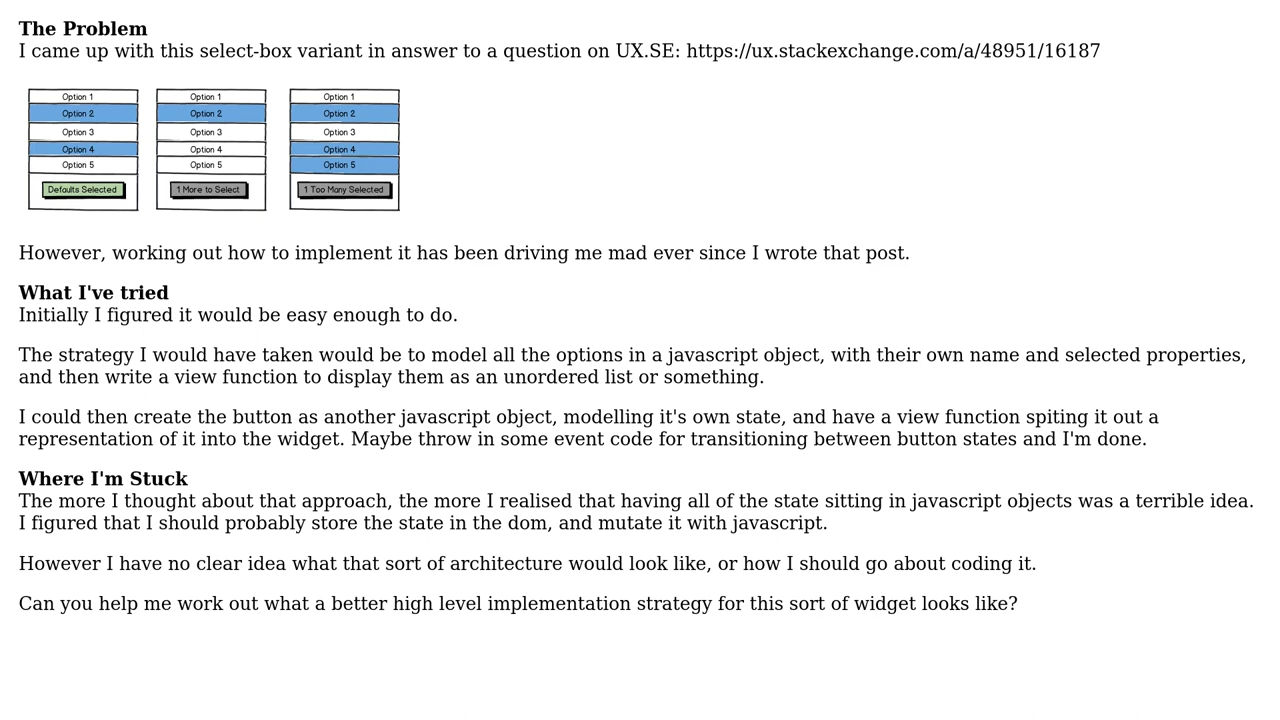 The Problem
I came up with this select-box variant in answer to a question on UX.SE: https://ux.stackexchange.com/a/48951/16187
Option 1
Option 2
Option 3
Option 4
Option 5
Defaults Selected
Option 1
Option 2
Option 3
Option 4
Option 5
1 More to Select
Option 1
Option 2
Option 3
Option 4
Option 5
1 Too Many Selected
However, working out how to implement it has been driving me mad ever since I wrote that post.
What I've tried
Initially I figured it would be easy enough to do.
The strategy I would have taken would be to model all the options in a javascript object, with their own name and selected properties,
and then write a view function to display them as an unordered list or something.
I could then create the button as another javascript object, modelling it's own state, and have a view function spiting it out a
representation of it into the widget. Maybe throw in some event code for transitioning between button states and I'm done.
Where I'm Stuck
The more I thought about that approach, the more I realised that having all of the state sitting in javascript objects was a terrible idea.
I figured that I should probably store the state in the dom, and mutate it with javascript.
However I have no clear idea what that sort of architecture would look like, or how I should go about coding it.
Can you help me work out what a better high level implementation strategy for this sort of widget looks like?